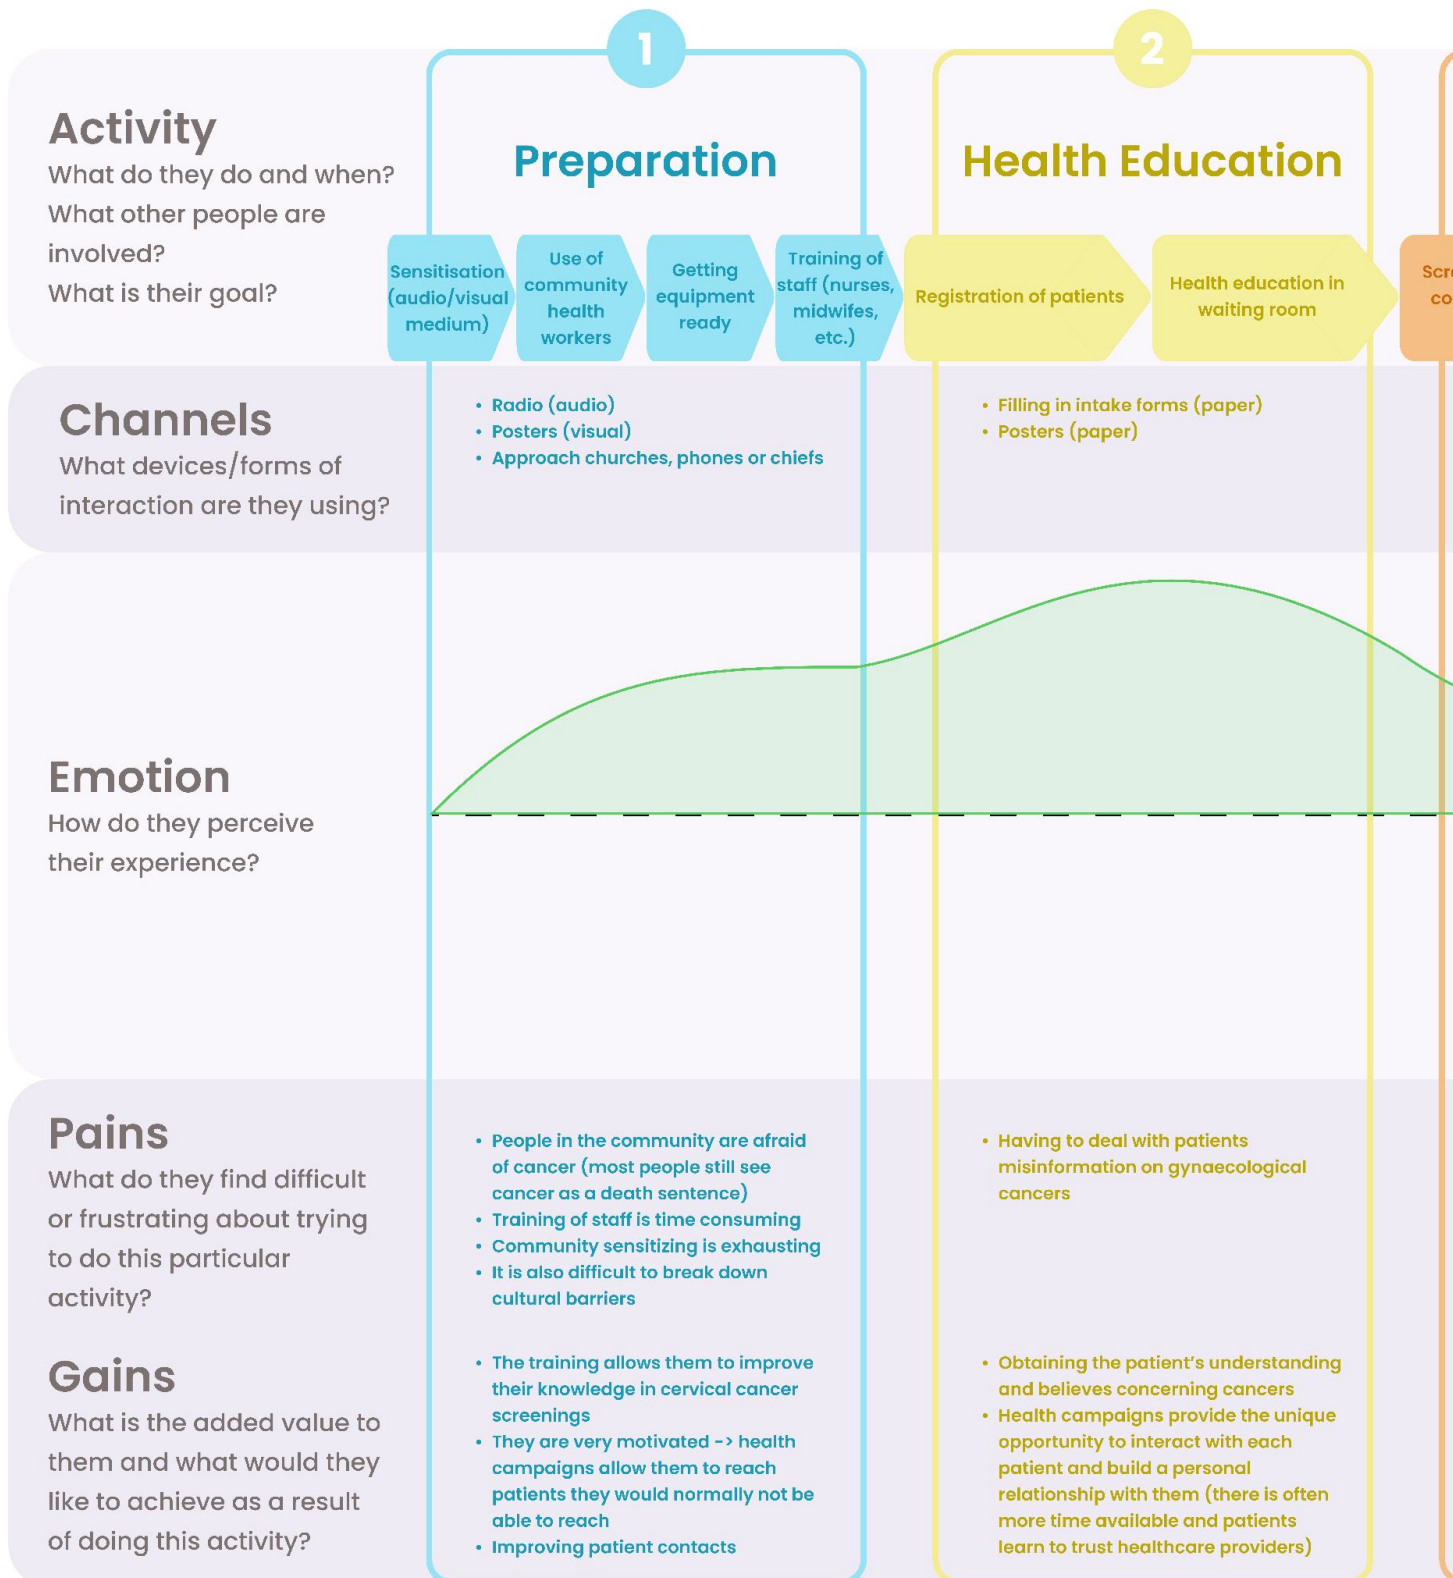 1
2
Activity
What do they do and when?
What other people are
involved?
What is their goal?
Preparation
Health Education
Sensitisation
(audio/visual
medium)
Use of
community
health
workers
Getting
equipment
ready
Training of
staff (nurses,
midwifes,
etc.)
Registration of patients
Health education in
waiting room
Channels
What devices/forms of
interaction are they using?
• Radio (audio)
• Posters (visual)
• Approach churches, phones or chiefs
• Filling in intake forms (paper)
• Posters (paper)
Emotion
How do they perceive
their experience?
Pains
What do they find difficult
or frustrating about trying
to do this particular
activity?
• People in the community are afraid
of cancer (most people still see
cancer as a death sentence)
• Training of staff is time consuming
• Community sensitizing is exhausting
• It is also difficult to break down
cultural barriers
• Having to deal with patients
misinformation on gynaecological
cancers
Gains
What is the added value to
them and what would they
like to achieve as a result
of doing this activity?
• The training allows them to improve
their knowledge in cervical cancer
screenings
• They are very motivated -> health
campaigns allow them to reach
patients they would normally not be
able to reach
• Improving patient contacts
• Obtaining the patient's understanding
and believes concerning cancers
• Health campaigns provide the unique
opportunity to interact with each
patient and build a personal
relationship with them (there is often
more time available and patients
learn to trust healthcare providers)